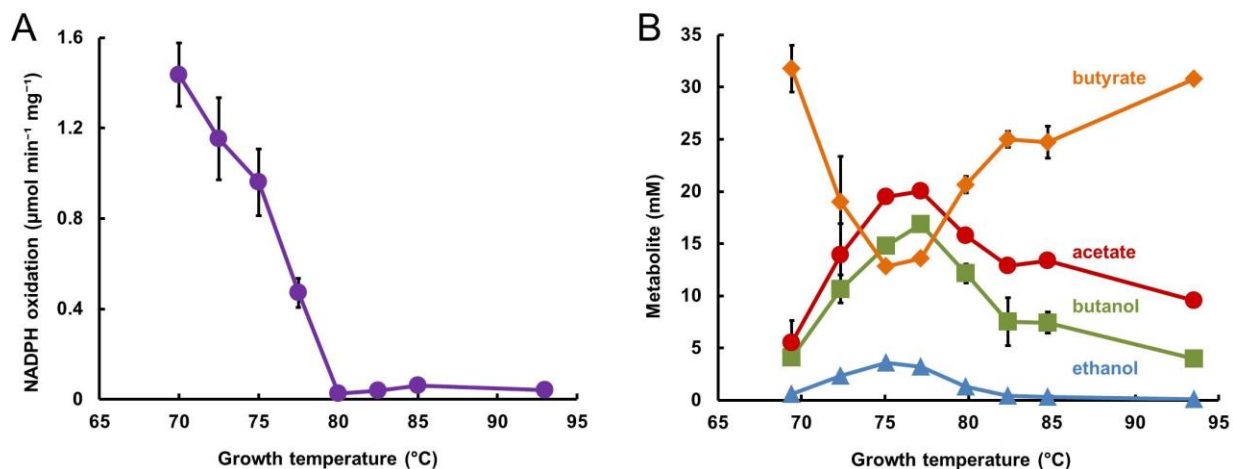 A
NADPH oxidation (µmol min⁻¹ mg⁻¹)
1.6
1.2
0.8
0.4
0
65 70 75 80 85 90 95
Growth temperature (°C)
B
Metabolite (mM)
35
30
25
20
15
10
5
0
butyrate
acetate
butanol
ethanol
65 70 75 80 85 90 95
Growth temperature (°C)